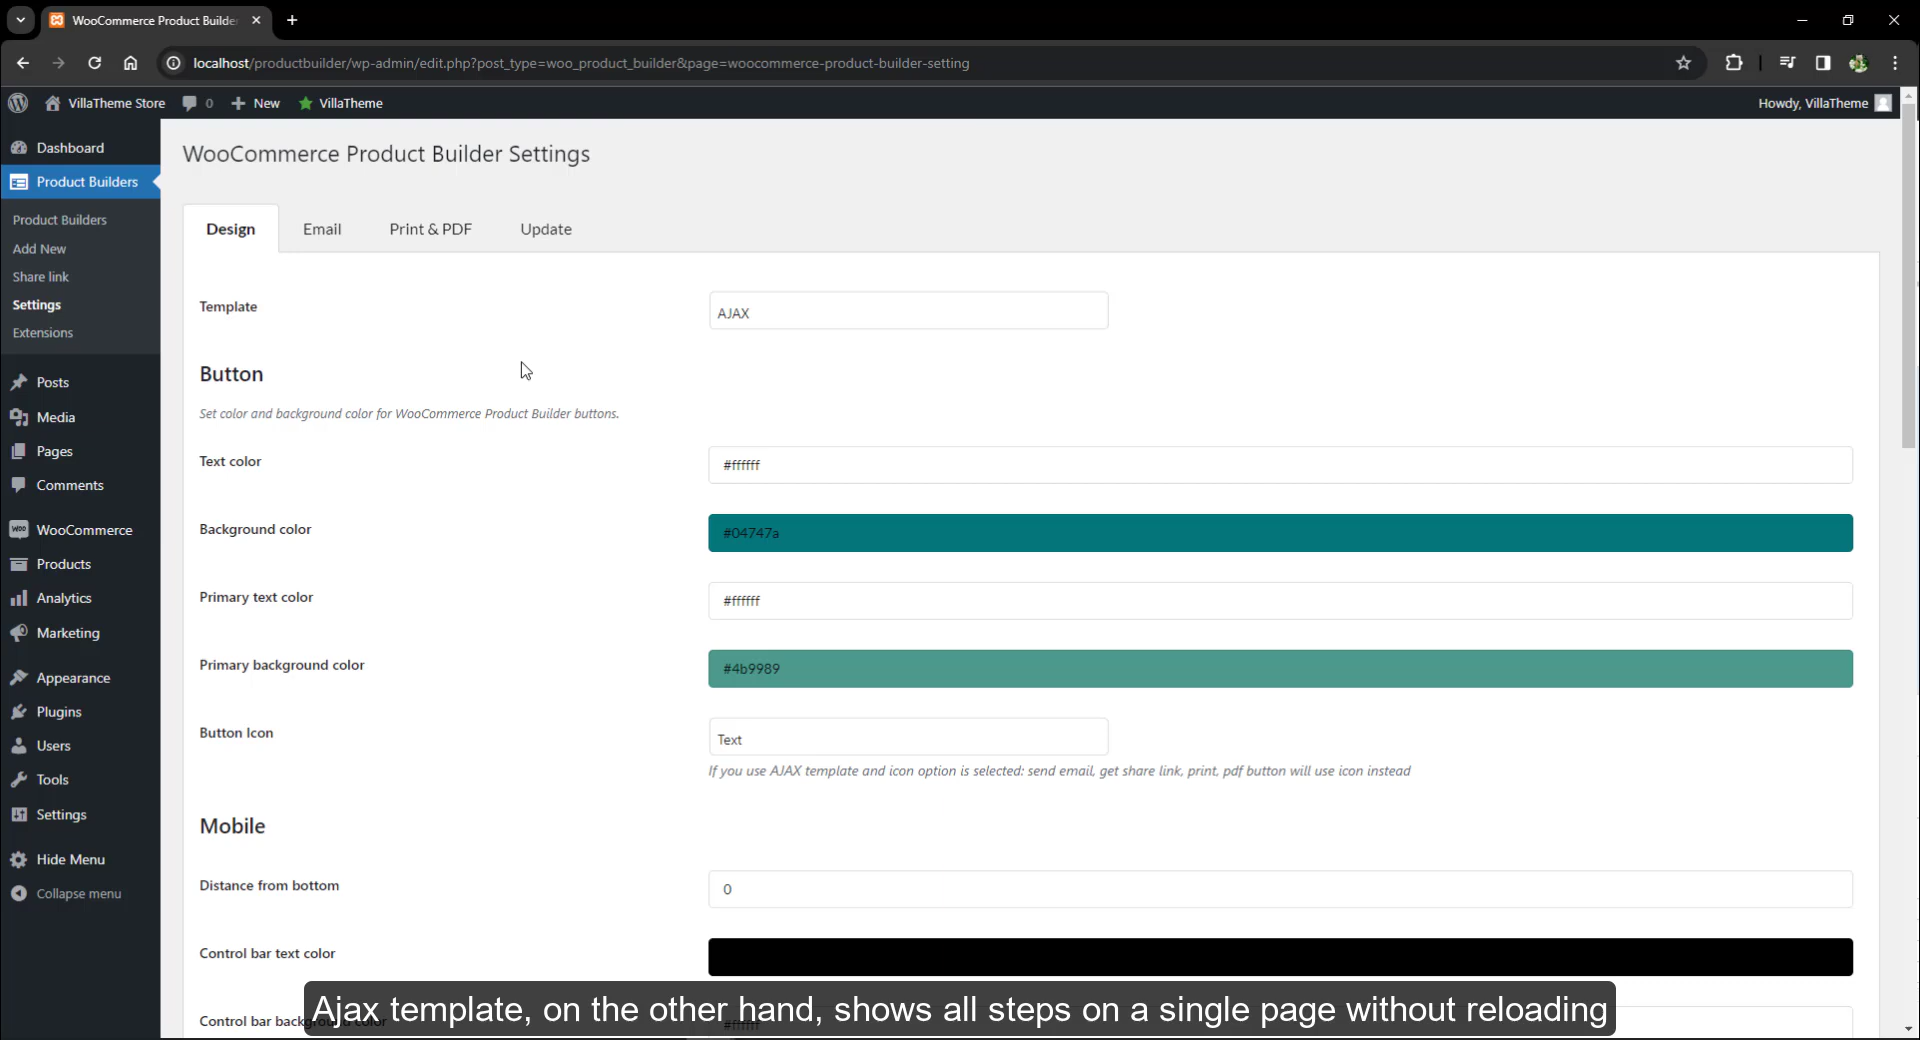 WooCommerce Product Builde
localhost/productbuilder/wp-admin/edit.php?post_type=woo_product_builder&page=woocommerce-product-builder-setting
VillaTheme Store
0
New
VillaTheme
Howdy, VillaTheme
Dashboard
Product Builders
Product Builders
Add New
Share link
Settings
Extensions
Posts
Media
Pages
Comments
WooCommerce
Products
Analytics
Marketing
Appearance
Plugins
Users
Tools
Settings
Hide Menu
Collapse menu
WooCommerce Product Builder Settings
Design
Email
Print & PDF
Update
Template
AJAX
Button
Set color and background color for WooCommerce Product Builder buttons.
Text color
#ffffff
Background color
#04747a
Primary text color
#ffffff
Primary background color
#4b9989
Button Icon
Text
If you use AJAX template and icon option is selected: send email, get share link, print, pdf button will use icon instead
Mobile
Distance from bottom
0
Control bar text color
Control bar background color
#ffffff
Ajax template, on the other hand, shows all steps on a single page without reloading